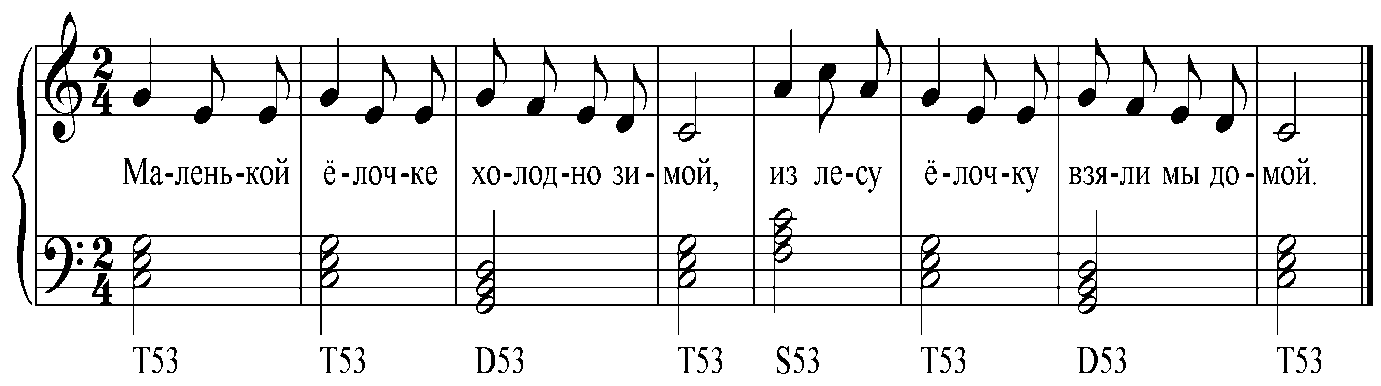 2 4
Ма-лень-кой ё-лоч-ке хо-лод-но зи-мой, из ле-су ё-лоч-ку взя-ли мы до-мой.
2 4
T53 T53 D53 T53 S53 T53 D53 T53